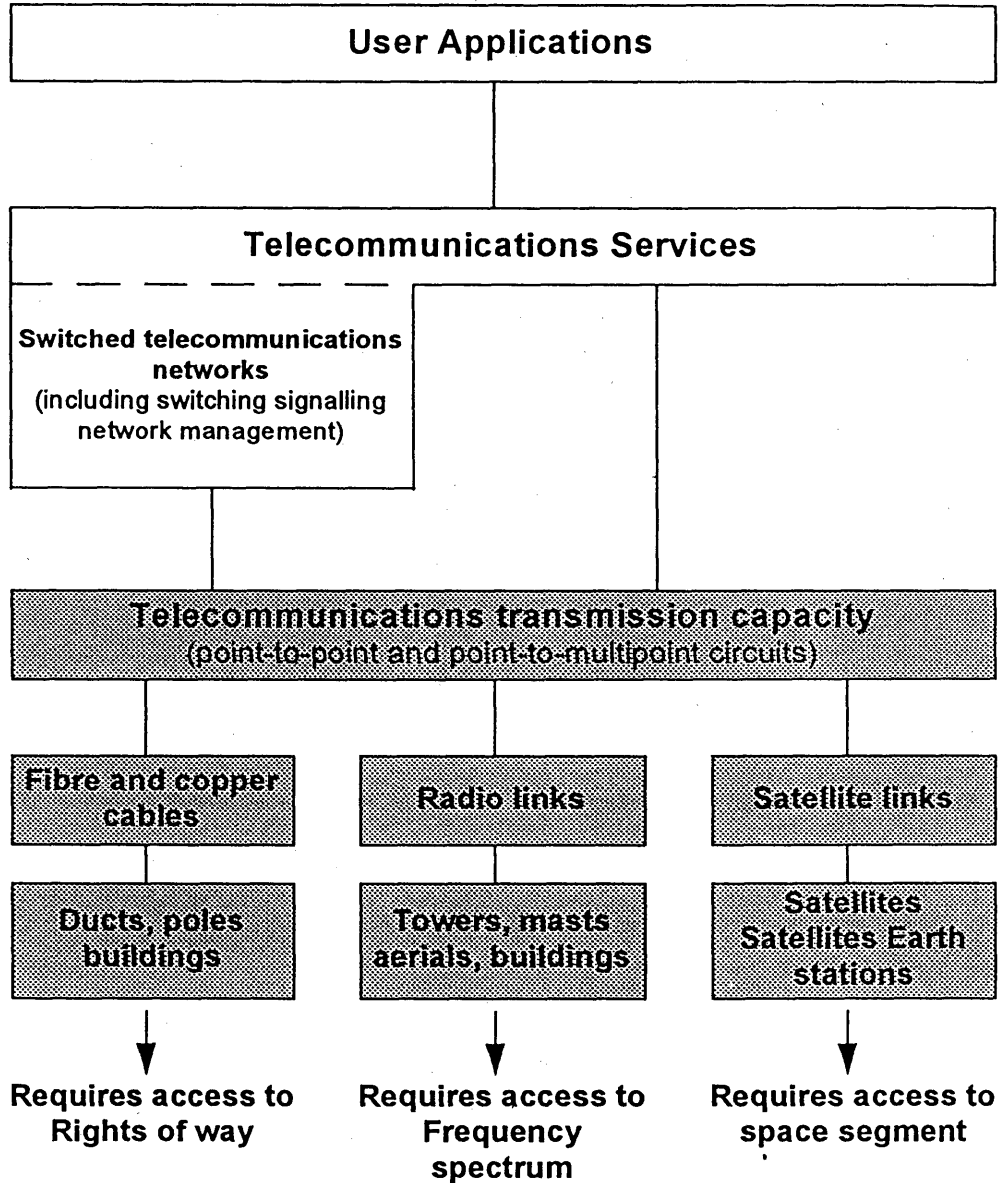 User Applications
Telecommunications Services
Switched telecommunications
networks
(including switching signalling
network management)
Telecommunications transmission capacity
(point-to-point and point-to-multipoint circuits)
Fibre and copper
cables
Radio links
Satellite links
Ducts, poles
buildings
Towers, masts
aerials, buildings
Satellites
Satellites Earth
stations
Requires access to
Rights of way
Requires access to
Frequency
spectrum
Requires access to
space segment